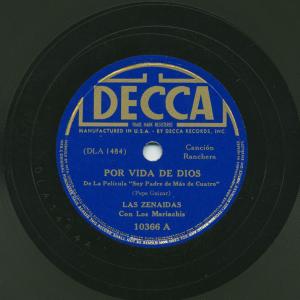 DECCA
TRADE MARK REGISTERED
MANUFACTURED IN U.S.A. - BY DECCA RECORDS, INC.
(DLA 1484)
Canción
Ranchera
POR VIDA DE DIOS
De La Película "Soy Padre de Más de Cuatro"
(Pepe Guízar)
LAS ZENAIDAS
Con Los Mariachis
10366 A